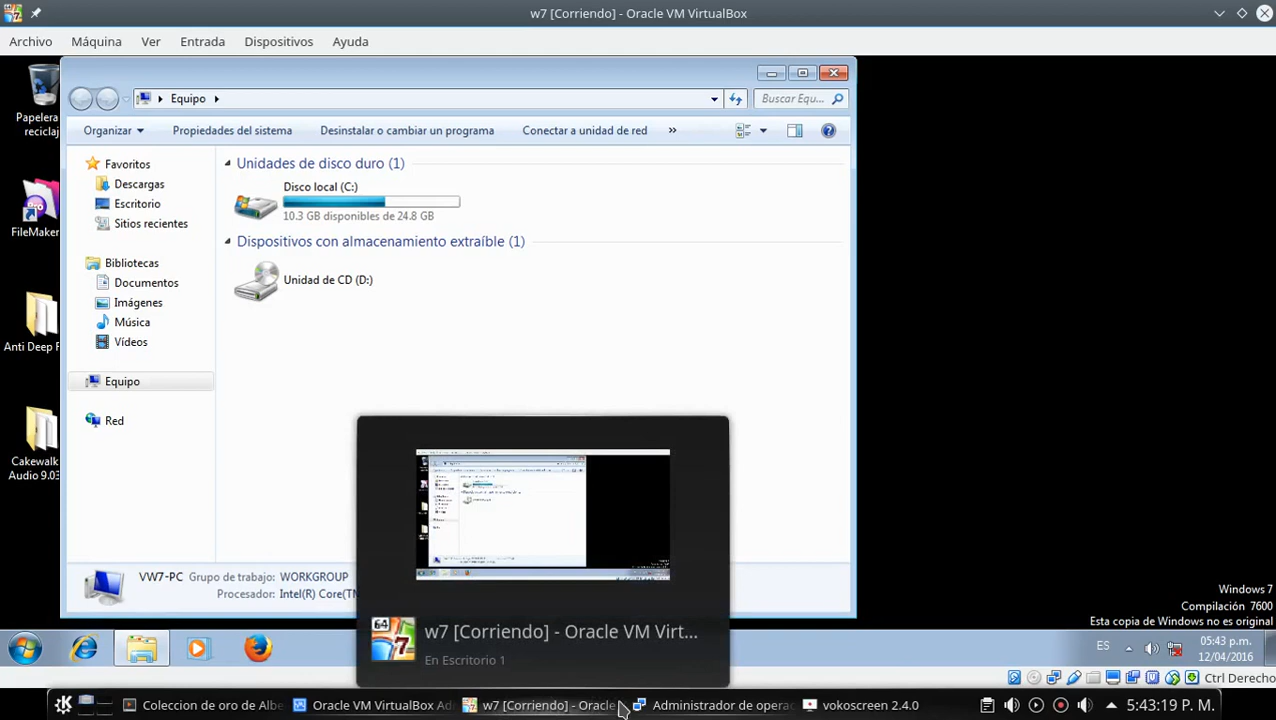 w7 [Corriendo] - Oracle VM VirtualBox
Archivo Máquina Ver Entrada Dispositivos Ayuda
Equipo
Buscar Equ...
Organizar Propiedades del sistema Desinstalar o cambiar un programa Conectar a unidad de red »
Papelera
reciclaj
FileMaker
Anti Deep F
Cakewalk
Audio 9.03
Favoritos
Descargas
Escritorio
Sitios recientes
Bibliotecas
Documentos
Imágenes
Música
Vídeos
Equipo
Red
Unidades de disco duro (1)
Disco local (C:)
10.3 GB disponibles de 24.8 GB
Dispositivos con almacenamiento extraíble (1)
Unidad de CD (D:)
VW7-PC Grupo de trabajo: WORKGROUP
Procesador: Intel(R) Core(TM
64
w7 [Corriendo] - Oracle VM Virt...
En Escritorio 1
Windows 7
Compilación 7600
Esta copia de Windows no es original
ES
05:43 p.m.
12/04/2016
Ctrl Derecho
Coleccion de oro de Albe
Oracle VM VirtualBox Ad
w7 [Corriendo] - Oracle
Administrador de operac
vokoscreen 2.4.0
5:43:19 P. M.